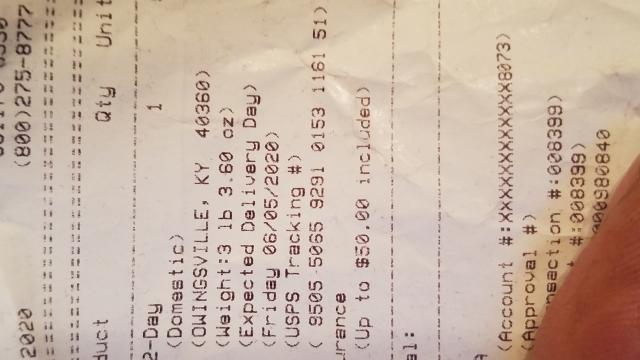 (800)275-8777
2020
duct Qty Unit
2-Day 1
(Domestic)
(OWINGSVILLE, KY 40360)
(Weight:3 lb 3.60 oz)
(Expected Delivery Day)
(Friday 06/05/2020)
(USPS Tracking #)
( 9505 5065 9291 0153 1161 51)
urance
(Up to $50.00 included)
al:
(Account #:XXXXXXXXXXXX8073)
(Approval #)
nsaction #:008399)
#:008399)
000980840